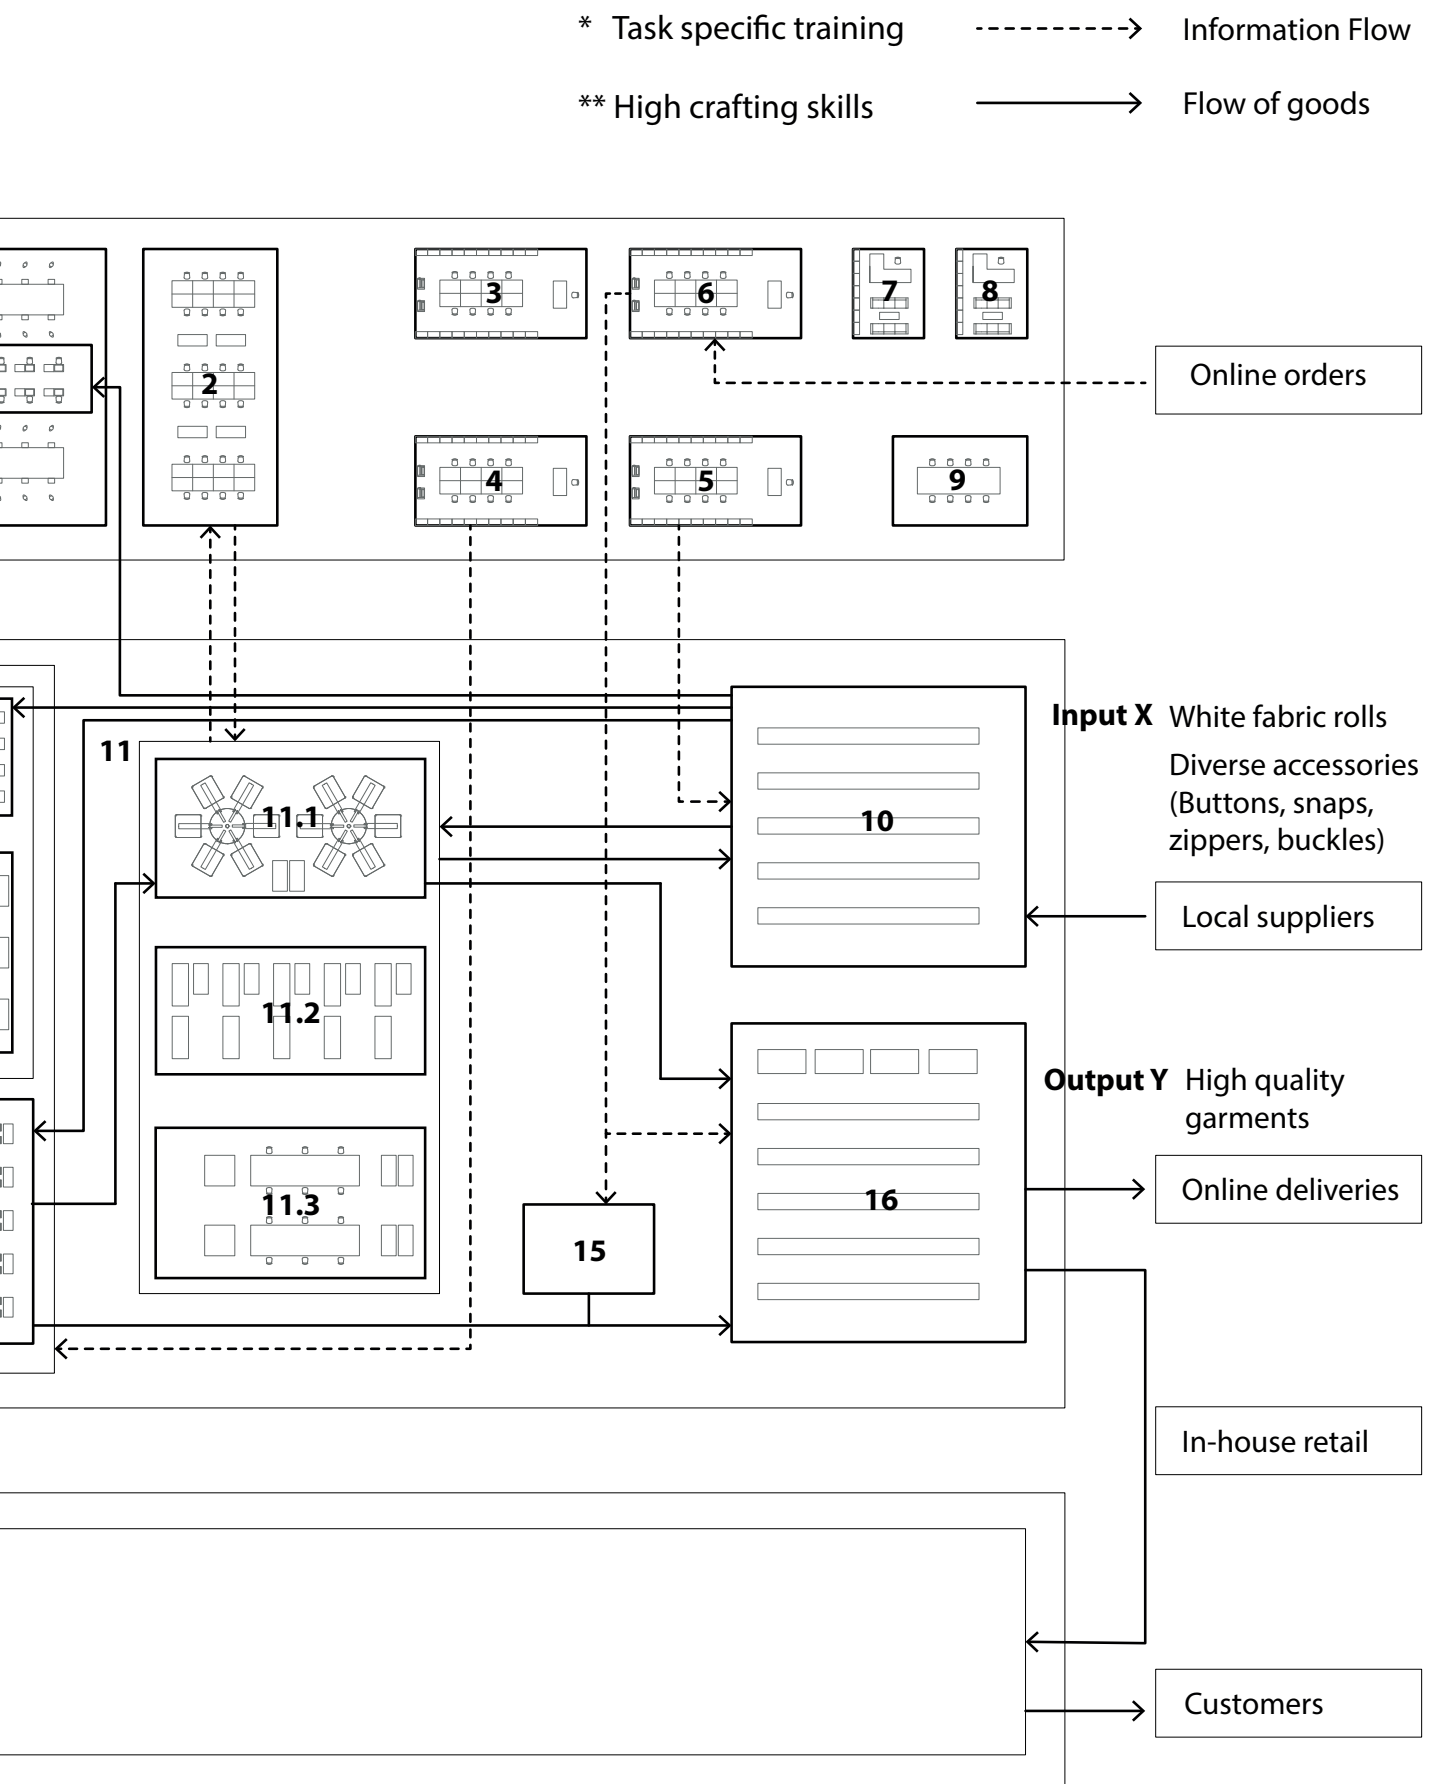 * Task specific training
Information Flow
** High crafting skills
Flow of goods
3
6
7
8
2
Online orders
4
5
9
11
11.1
10
Input X White fabric rolls
Diverse accessories
(Buttons, snaps,
zippers, buckles)
Local suppliers
11.2
Output Y High quality
garments
11.3
16
Online deliveries
15
In-house retail
Customers